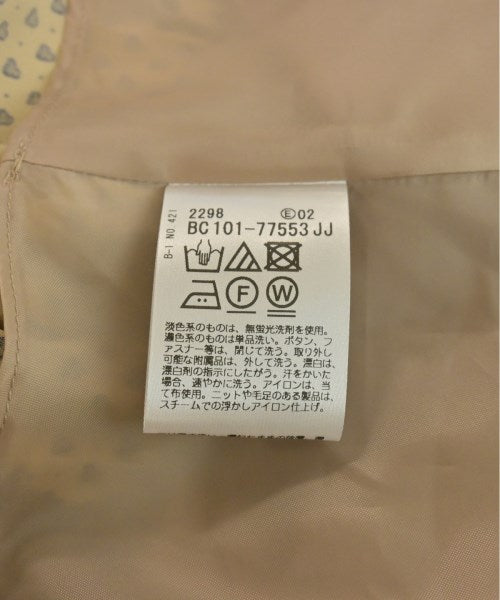 2298 Ⓔ02
BC101-77553JJ
B-1 NO.421
Ⓕ Ⓦ
淡色系のものは、無蛍光洗剤を使用。
濃色系のものは単品洗い。ボタン、フ
ァスナー等は、閉じて洗う。取り外し
可能な附属品は、外して洗う。漂白は、
漂白剤の指示にしたがう。汗をかいた
場合、速やかに洗う。アイロンは、当
て布使用。ニットや毛足のある製品は、
スチームでの浮かしアイロン仕上げ。